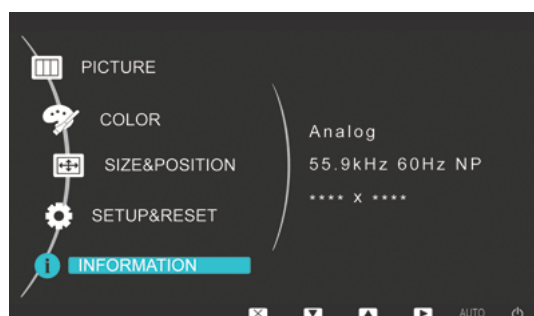 PICTURE
COLOR
SIZE&POSITION
SETUP&RESET
INFORMATION
Analog
55.9kHz 60Hz NP
**** X ****
AUTO